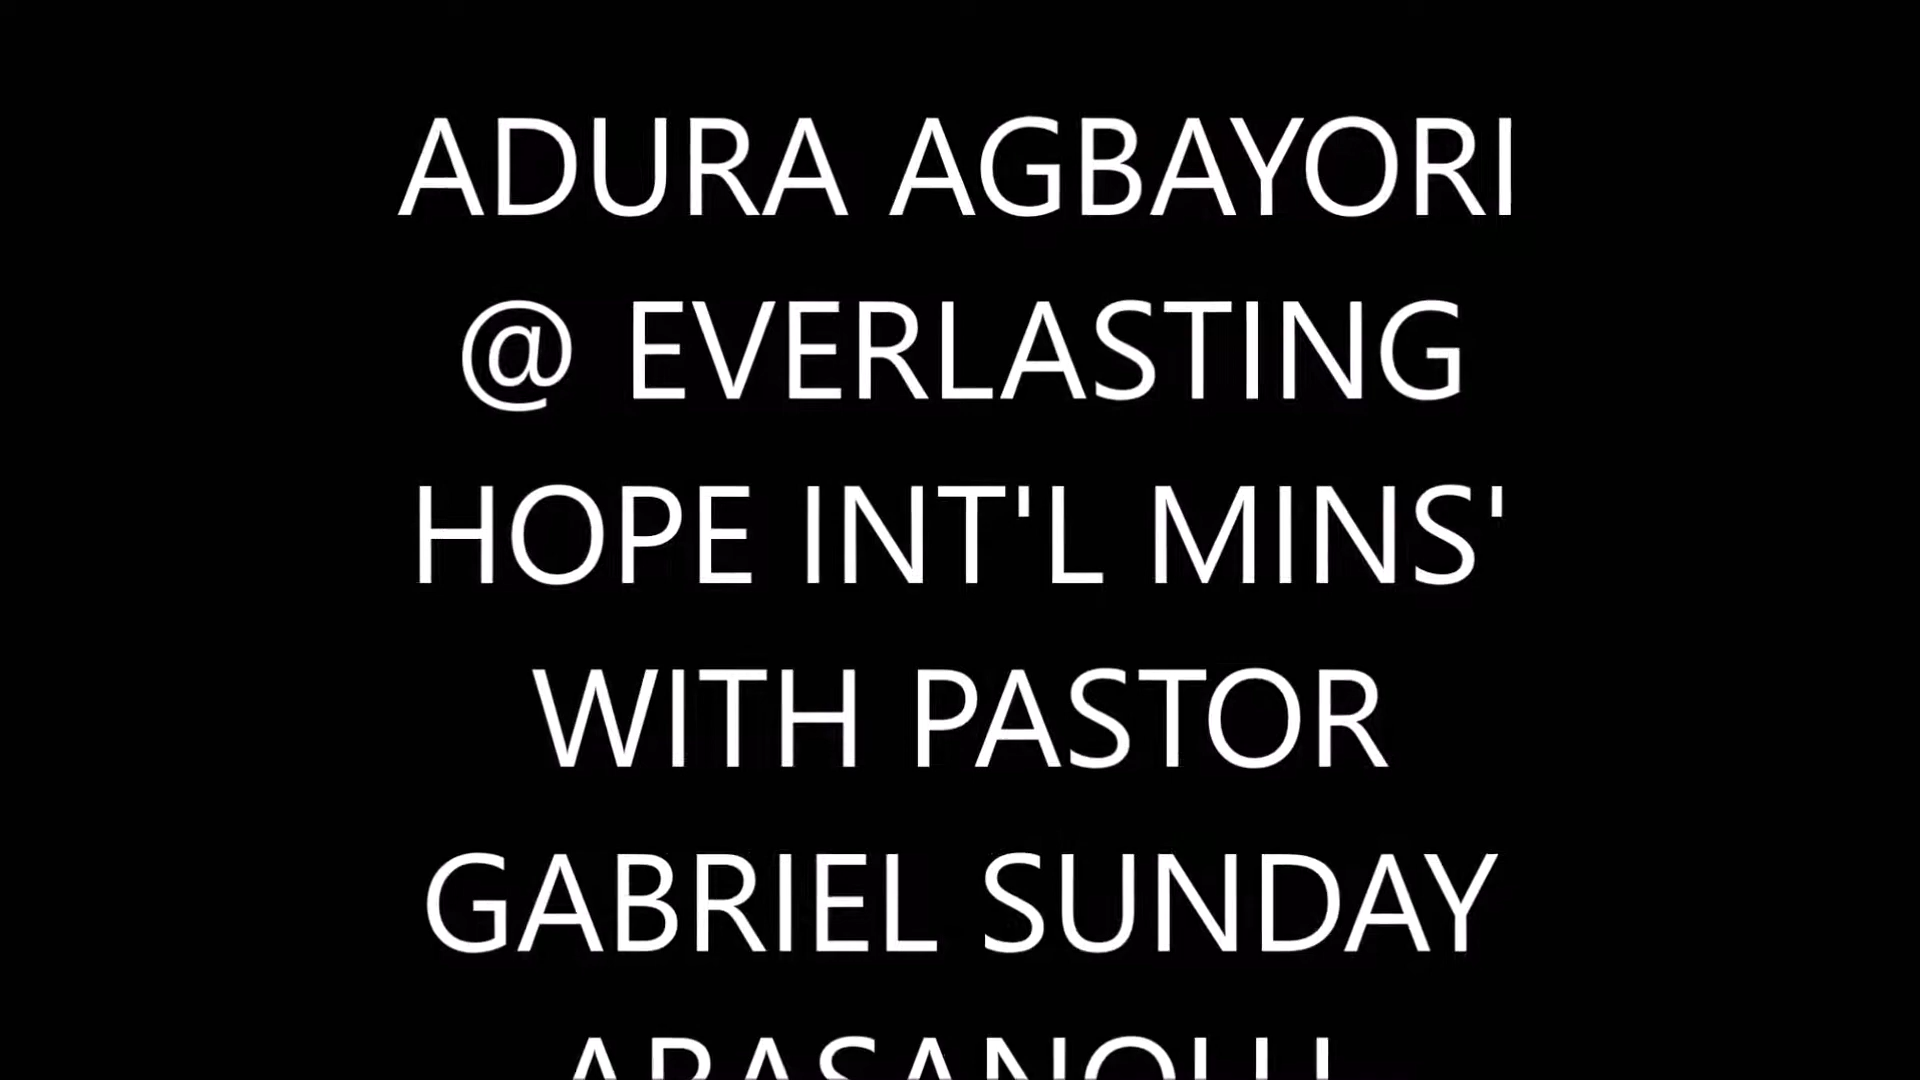 ADURA AGBAYORI
@ EVERLASTING
HOPE INT'L MINS'
WITH PASTOR
GABRIEL SUNDAY